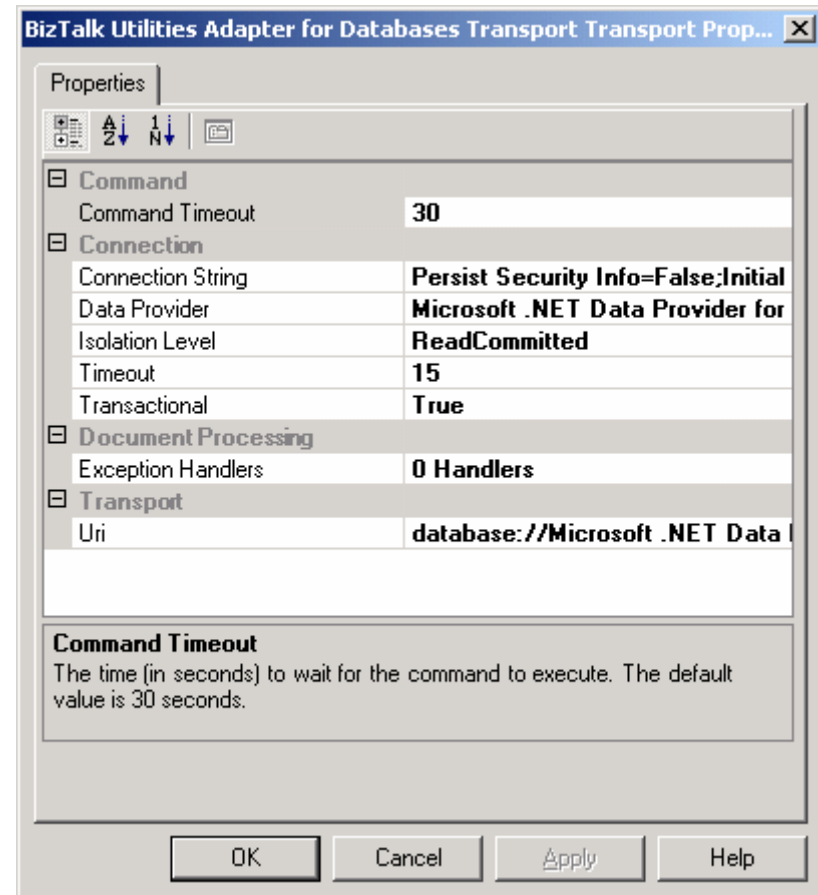 BizTalk Utilities Adapter for Databases Transport Transport Prop...
Properties
Command
Command Timeout 30
Connection
Connection String Persist Security Info=False;Initial
Data Provider Microsoft .NET Data Provider for
Isolation Level ReadCommitted
Timeout 15
Transactional True
Document Processing
Exception Handlers 0 Handlers
Transport
Uri database://Microsoft .NET Data
Command Timeout
The time (in seconds) to wait for the command to execute. The default
value is 30 seconds.
OK Cancel Apply Help